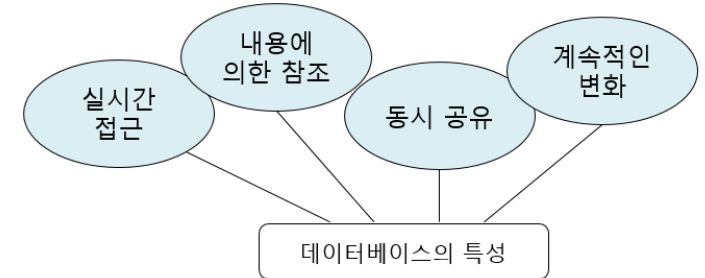 실시간
접근
내용에
의한 참조
동시 공유
계속적인
변화
데이터베이스의 특성